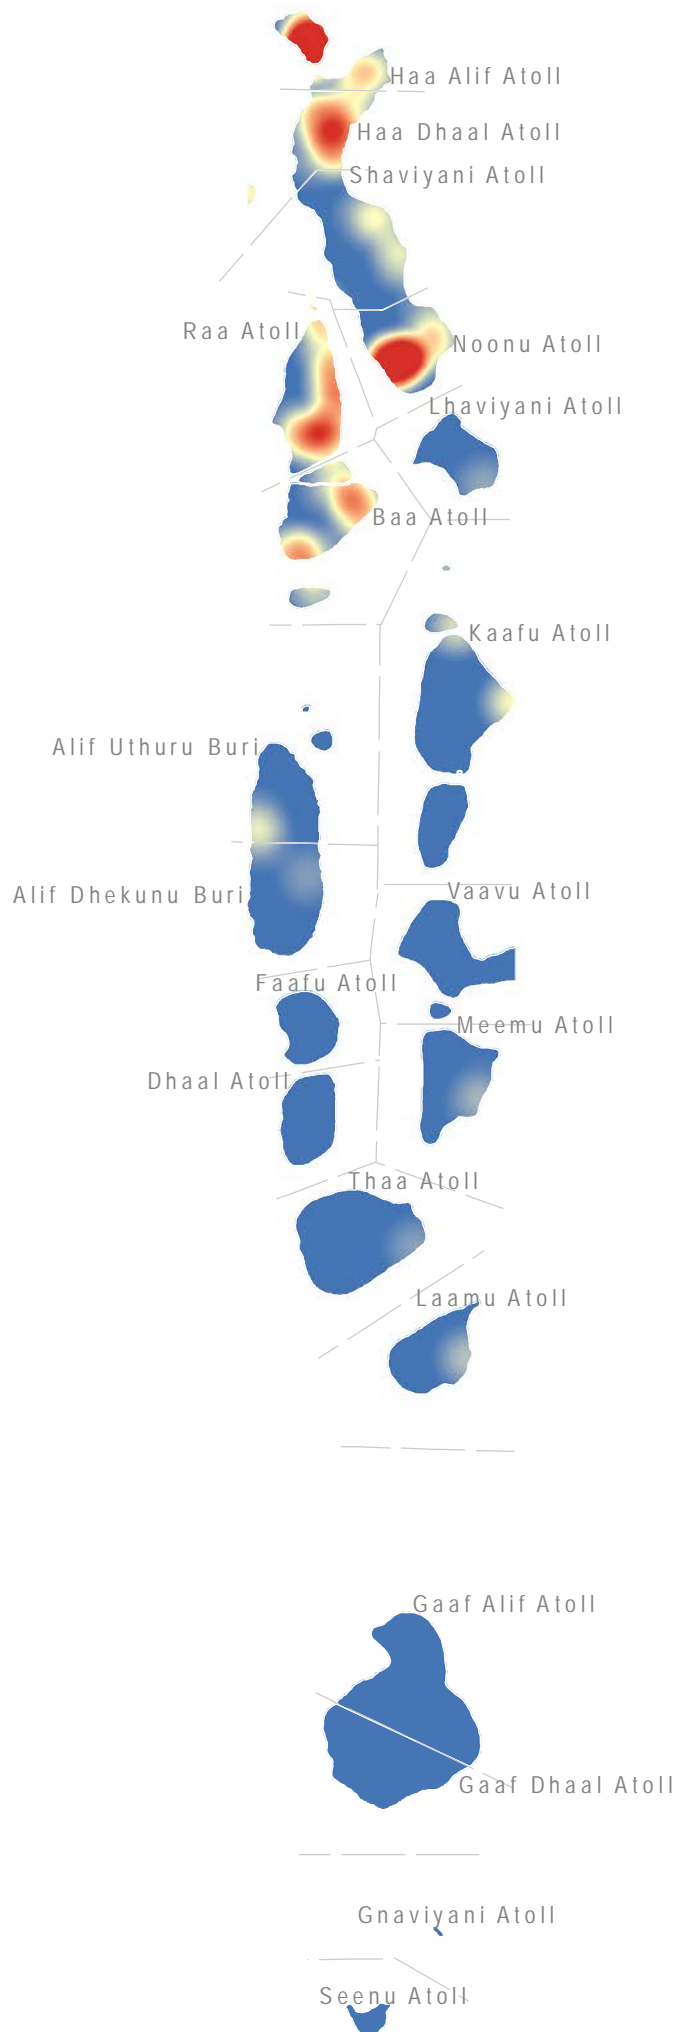 Haa Alif Atoll
Haa Dhaal Atoll
Shaviyani Atoll
Raa Atoll
Noonu Atoll
Lhaviyani Atoll
Baa Atoll
Kaafu Atoll
Alif Uthuru Buri
Alif Dhekunu Buri
Vaavu Atoll
Faafu Atoll
Meemu Atoll
Dhaal Atoll
Thaa Atoll
Laamu Atoll
Gaaf Alif Atoll
Gaaf Dhaal Atoll
Gnaviyani Atoll
Seenu Atoll